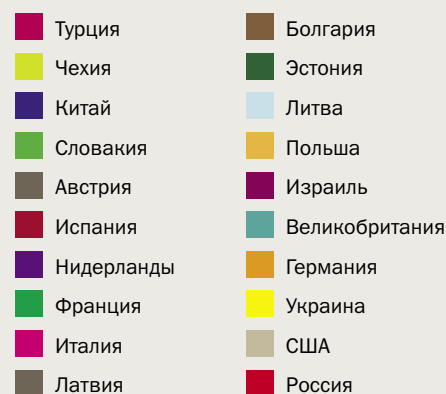 Турция
Чехия
Китай
Словакия
Австрия
Испания
Нидерланды
Франция
Италия
Латвия
Болгария
Эстония
Литва
Польша
Израиль
Великобритания
Германия
Украина
США
Россия